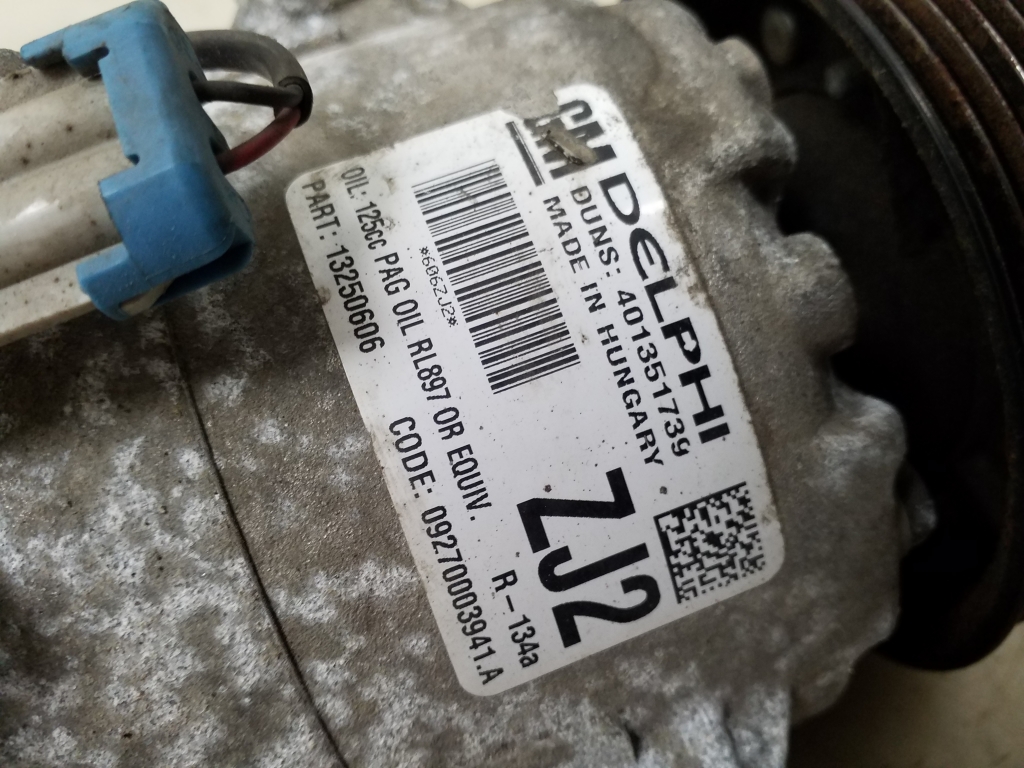 GM DELPHI
DUNS: 401351739
MADE IN HUNGARY
*6062J2*
ZJ2
R-134a
OIL: 125cc PAG OIL RL897 OR EQUIV.
PART: 13250606
CODE: 09270003941.A